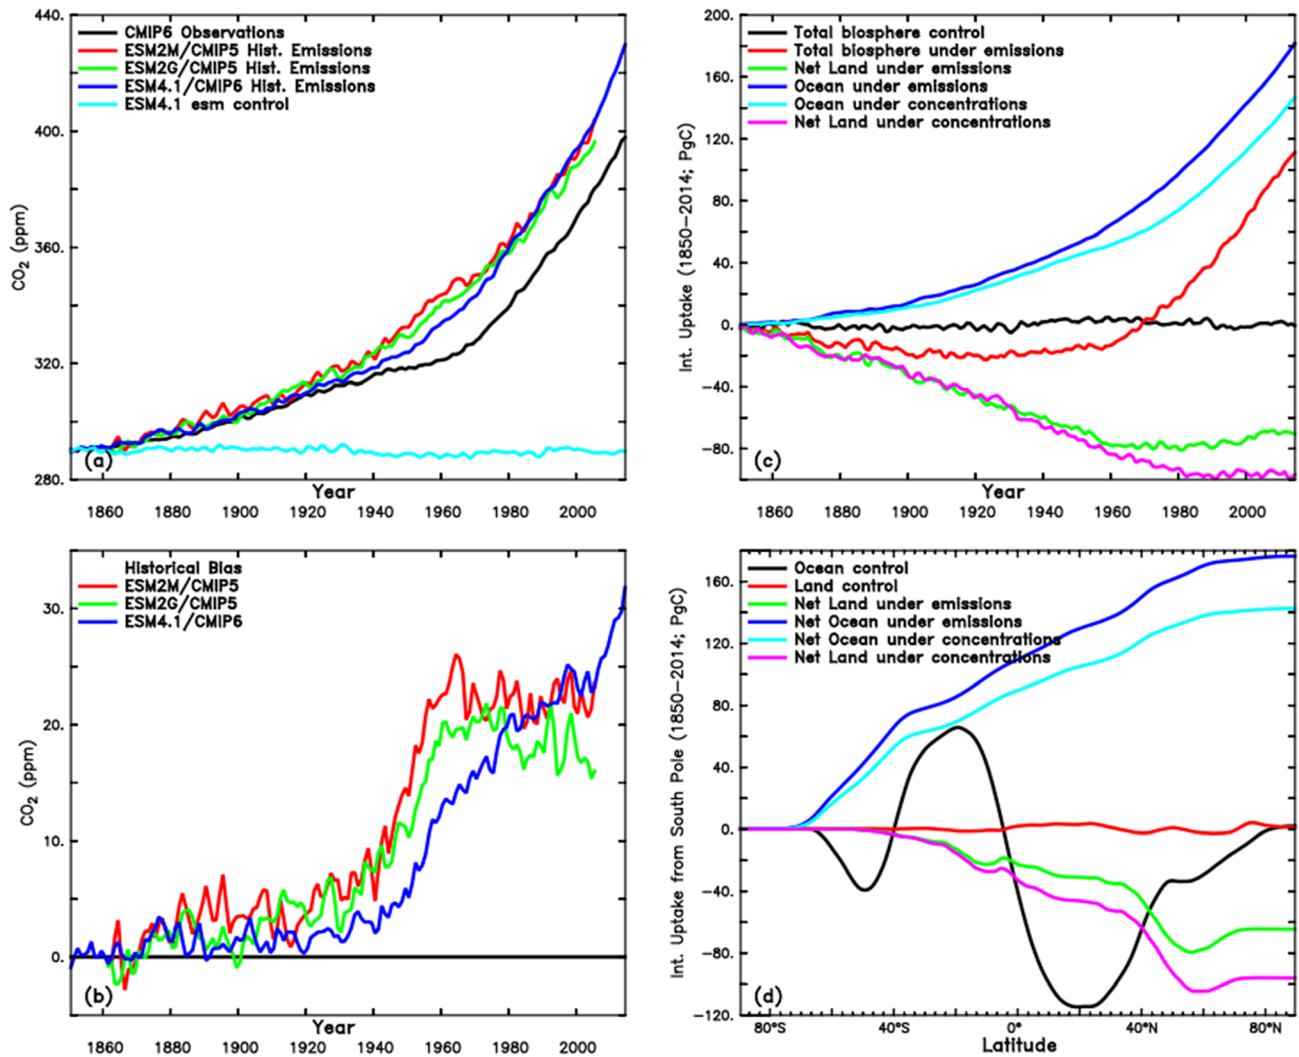 440.
400.
360.
320.
280.
CO2 (ppm)
CMIP6 Observations
ESM2M/CMIP5 Hist. Emissions
ESM2G/CMIP5 Hist. Emissions
ESM4.1/CMIP6 Hist. Emissions
ESM4.1 esm control
(a)
Year
1860 1880 1900 1920 1940 1960 1980 2000
200.
160.
120.
80.
40.
0.
-40.
-80.
Int. Uptake (1850-2014; PgC)
Total biosphere control
Total biosphere under emissions
Net Land under emissions
Ocean under emissions
Ocean under concentrations
Net Land under concentrations
(c)
Year
1860 1880 1900 1920 1940 1960 1980 2000
30.
20.
10.
0.
CO2 (ppm)
Historical Bias
ESM2M/CMIP5
ESM2G/CMIP5
ESM4.1/CMIP6
(b)
Year
1860 1880 1900 1920 1940 1960 1980 2000
160.
120.
80.
40.
0.
-40.
-80.
-120.
Int. Uptake from South Pole (1850-2014; PgC)
Ocean control
Land control
Net Land under emissions
Net Ocean under emissions
Net Ocean under concentrations
Net Land under concentrations
(d)
80°S 40°S 0° 40°N 80°N
Latitude